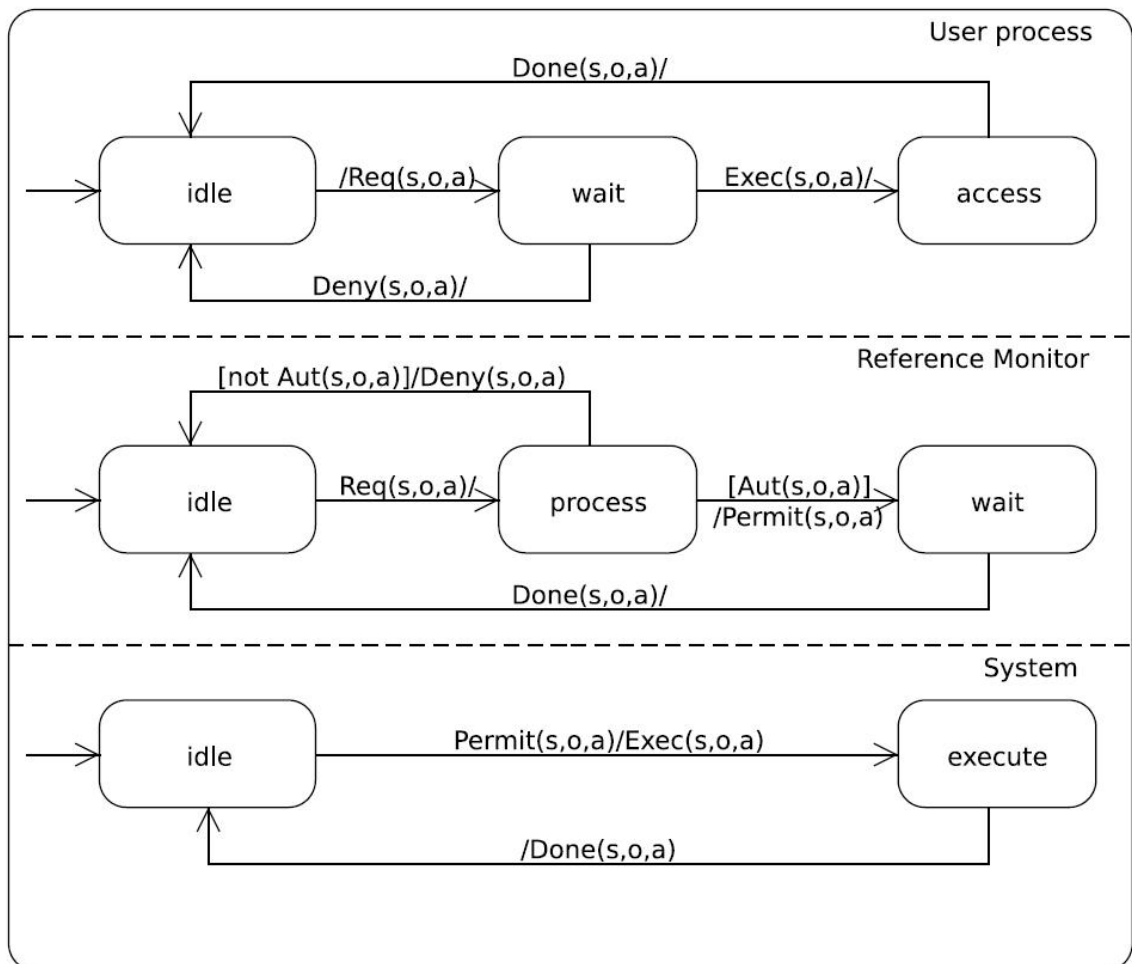 User process
Done(s,o,a)/
idle
/Req(s,o,a)
wait
Exec(s,o,a)/
access
Deny(s,o,a)/
Reference Monitor
[not Aut(s,o,a)]/Deny(s,o,a)
idle
Req(s,o,a)/
process
[Aut(s,o,a)]
/Permit(s,o,a)
wait
Done(s,o,a)/
System
idle
Permit(s,o,a)/Exec(s,o,a)
execute
/Done(s,o,a)